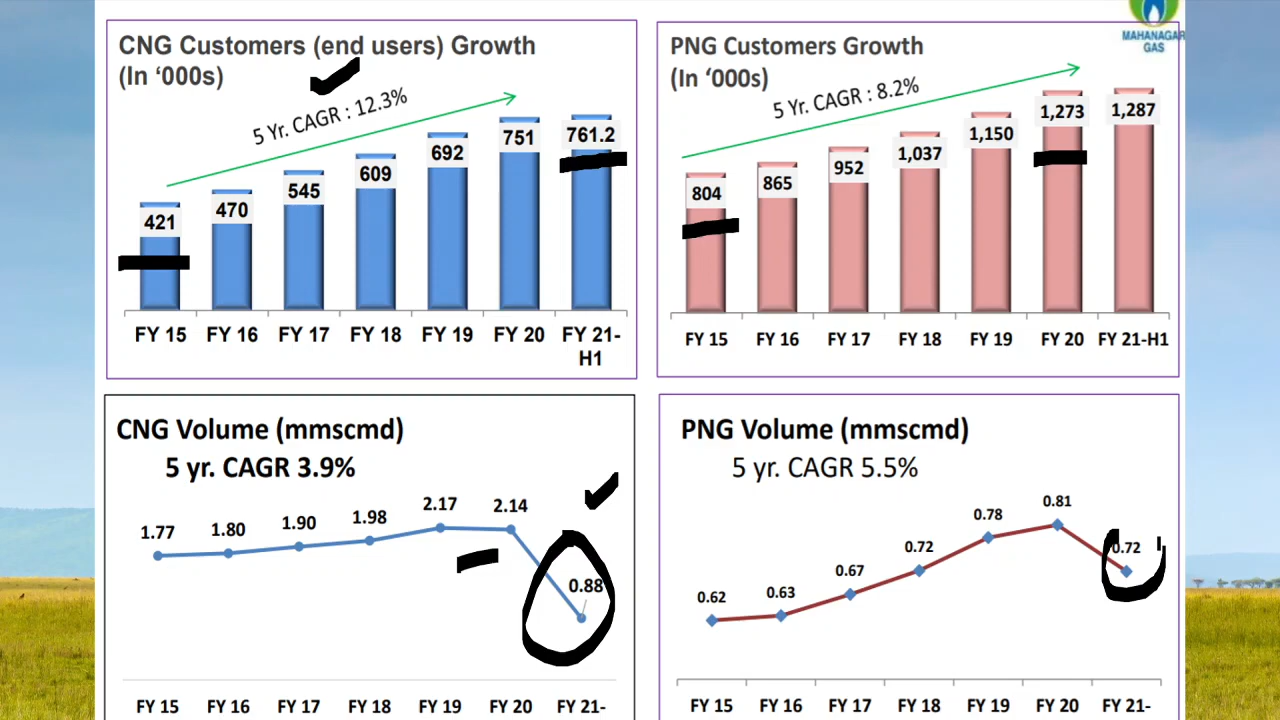 MAHANAGAR
GAS
CNG Customers (end users) Growth
(In ‘000s)
5 Yr. CAGR : 12.3%
421
470
545
609
692
751
761.2
FY 15
FY 16
FY 17
FY 18
FY 19
FY 20
FY 21-
H1
PNG Customers Growth
(In ‘000s)
5 Yr. CAGR : 8.2%
804
865
952
1,037
1,150
1,273
1,287
FY 15
FY 16
FY 17
FY 18
FY 19
FY 20
FY 21-H1
CNG Volume (mmscmd)
5 yr. CAGR 3.9%
1.77
1.80
1.90
1.98
2.17
2.14
0.88
FY 15
FY 16
FY 17
FY 18
FY 19
FY 20
FY 21-
PNG Volume (mmscmd)
5 yr. CAGR 5.5%
0.62
0.63
0.67
0.72
0.78
0.81
0.72
FY 15
FY 16
FY 17
FY 18
FY 19
FY 20
FY 21-